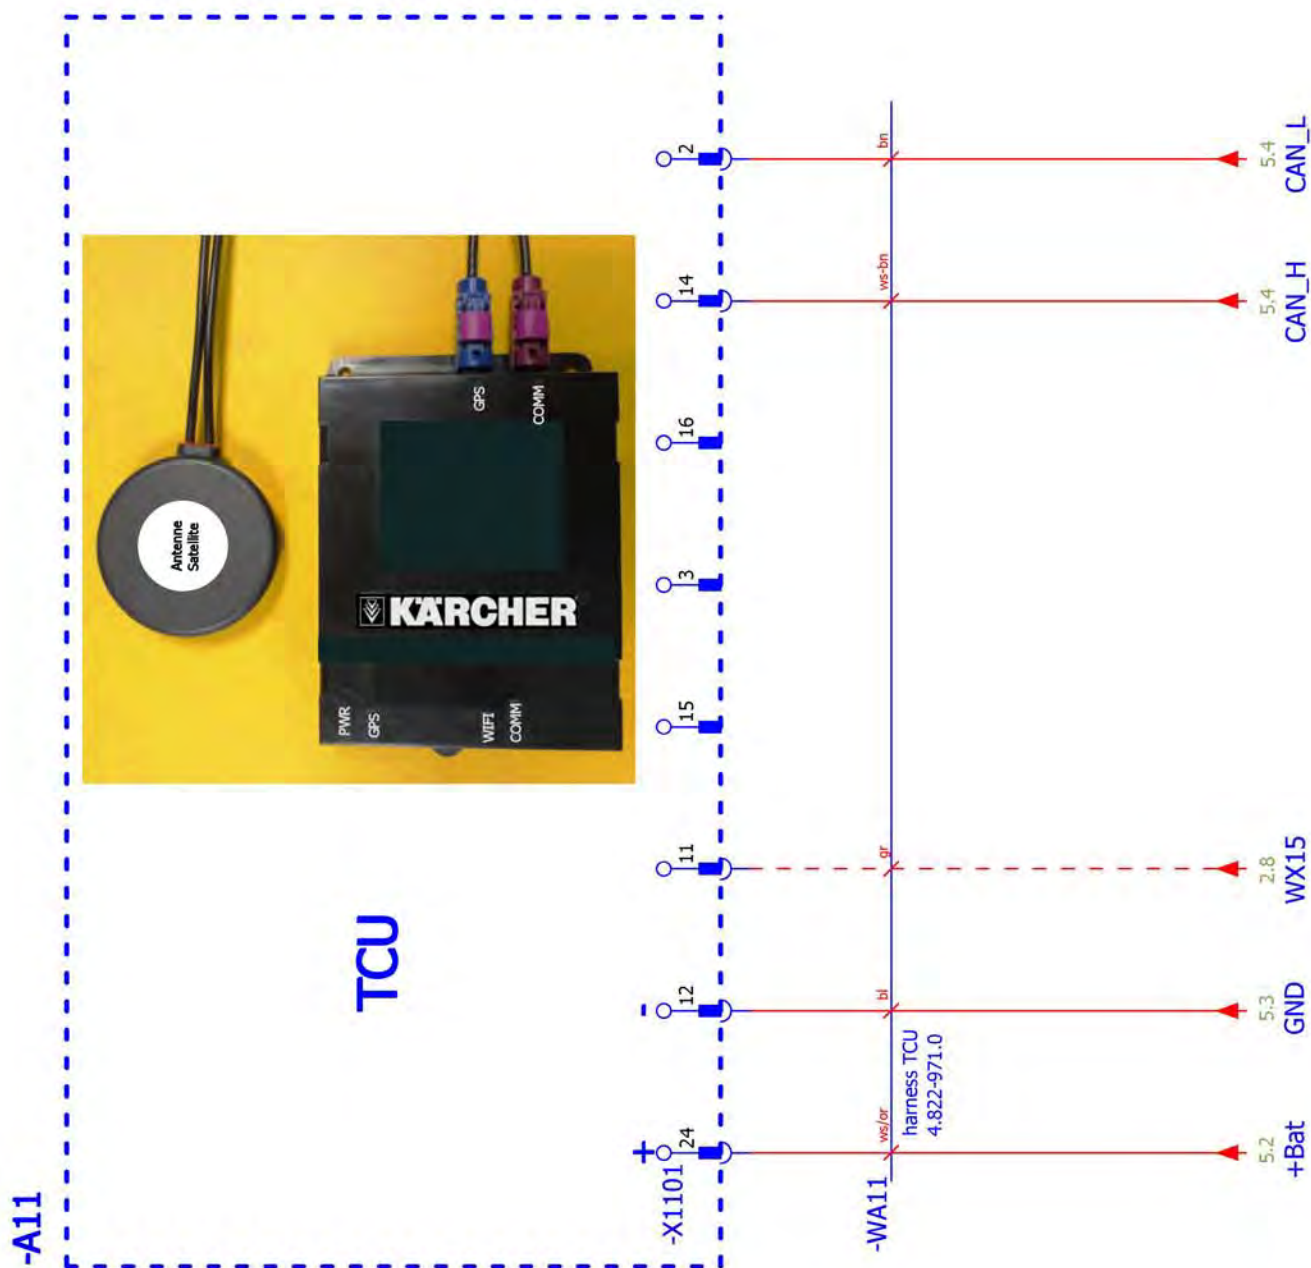 -A11
TCU
Antenne
Satellite
PWR
GPS
WIFI
COMM
KÄRCHER
GPS
COMM
-X1101
+
24
-
12
11
15
3
16
14
2
-WA11
ws/or
bl
gr
ws-bn
bn
harness TCU
4.822-971.0
5.2
5.3
2.8
5.4
5.4
+Bat
GND
WX15
CAN_H
CAN_L